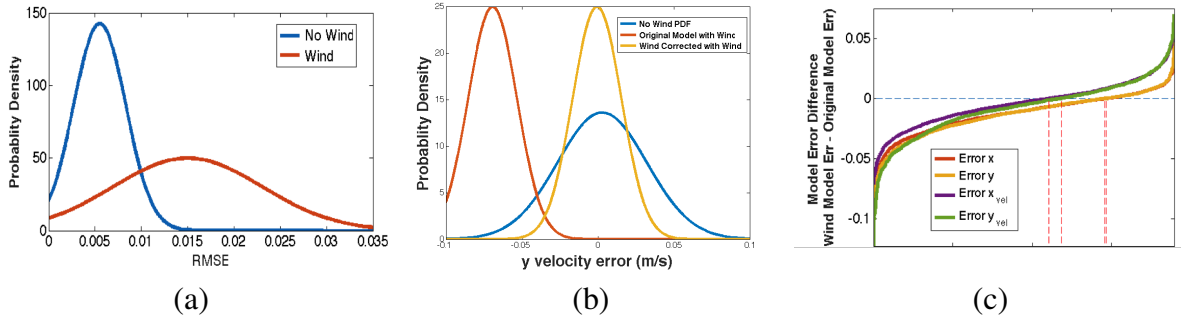 150
100
50
0
0
0.005
0.01
0.015
0.02
0.025
0.03
0.035
Probablity Density
RMSE
No Wind
Wind
(a)
25
20
15
10
5
0
-0.1
-0.05
0
0.05
0.1
Probablity Density
y velocity error (m/s)
No Wind PDF
Original Model with Wind
Wind Corrected with Wind
(b)
0.05
0
-0.05
-0.1
Model Error Difference
Wind Model Err - Original Model Err)
Error x
Error y
Error x vel
Error y vel
(c)